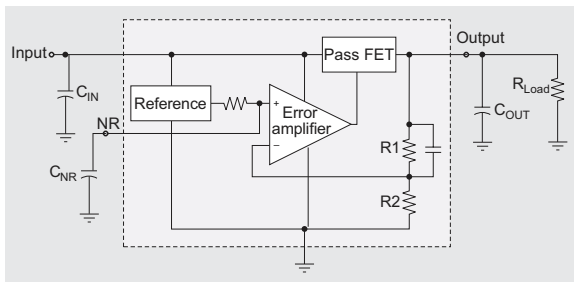 Input
C_IN
NR
C_NR
Reference
+
−
Error
amplifier
Pass FET
R1
R2
Output
C_OUT
R_Load